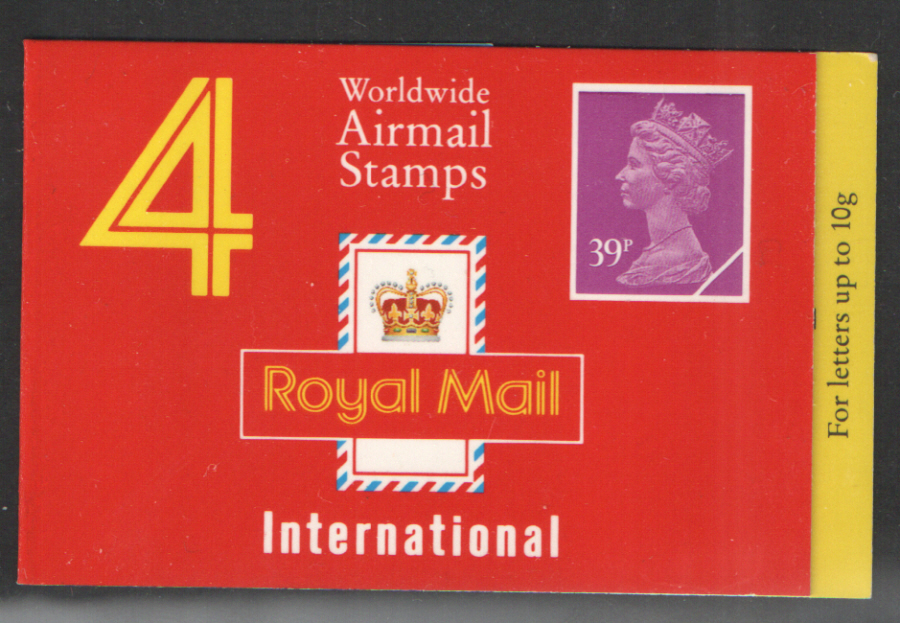 4
Worldwide
Airmail
Stamps
39P
Royal Mail
International
For letters up to 10g